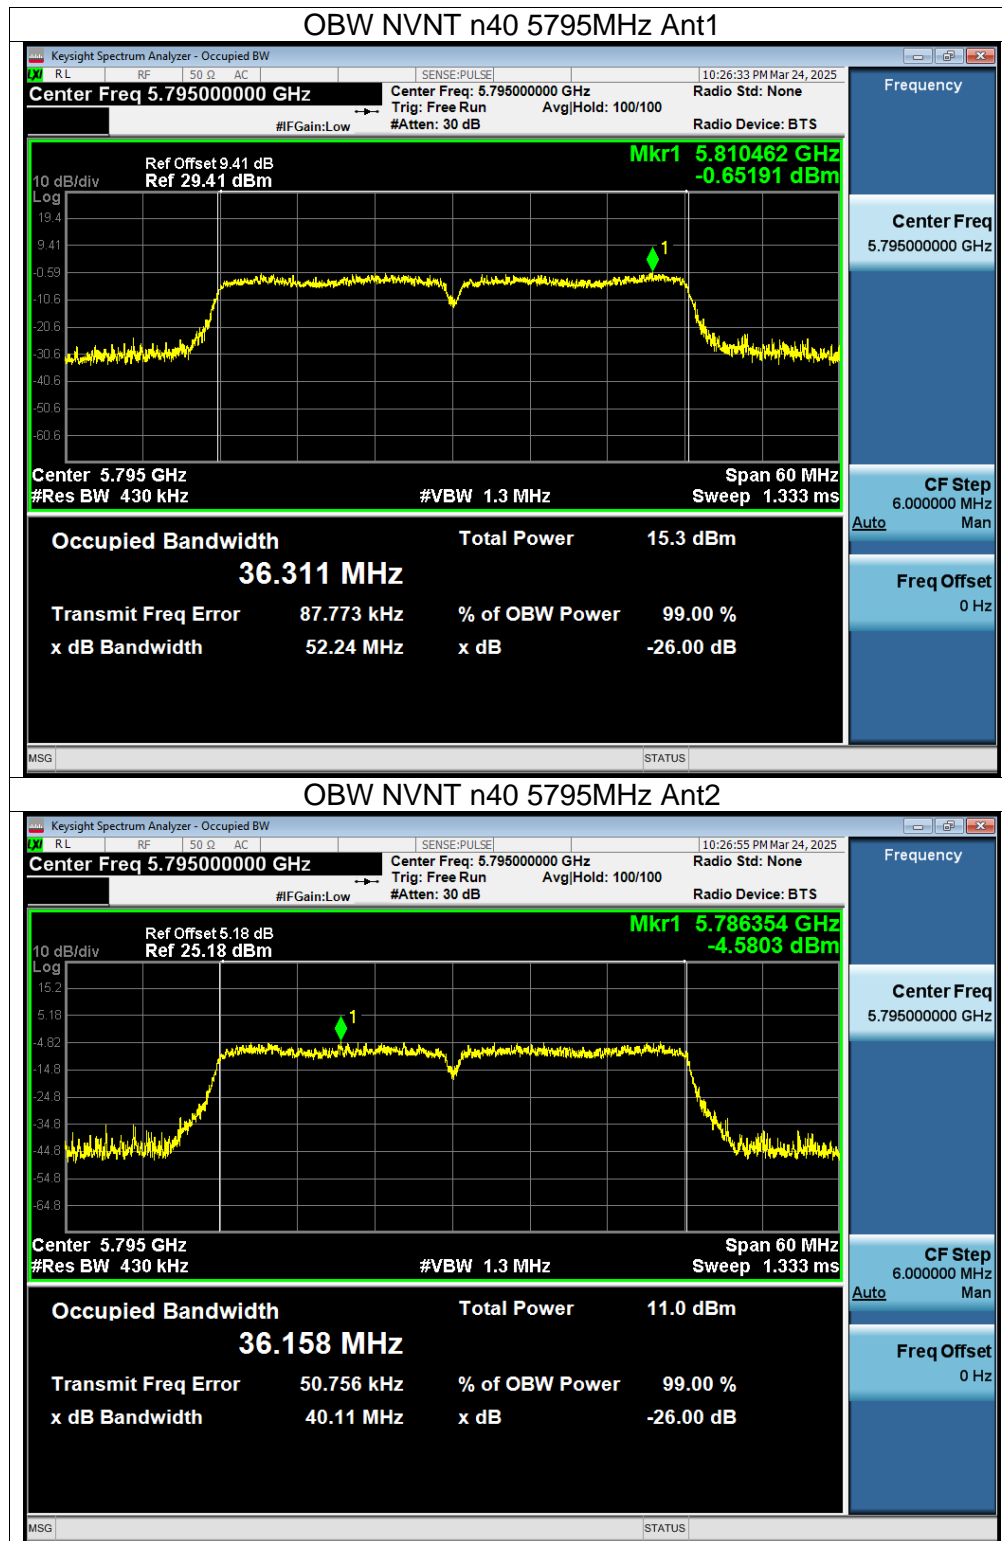 OBW NVNT n40 5795MHz Ant1
Keysight Spectrum Analyzer - Occupied BW
LXI RL RF 50 Ω AC SENSE:PULSE 10:26:33 PM Mar 24, 2025
Center Freq 5.795000000 GHz Center Freq: 5.795000000 GHz Radio Std: None
Trig: Free Run Avg|Hold: 100/100
#IFGain:Low #Atten: 30 dB Radio Device: BTS
Frequency
Mkr1 5.810462 GHz
-0.65191 dBm
Ref Offset 9.41 dB
10 dB/div Ref 29.41 dBm
Log
19.4
9.41
1
-0.59
-10.6
-20.6
-30.6
-40.6
-50.6
-60.6
Center 5.795 GHz Span 60 MHz
#Res BW 430 kHz #VBW 1.3 MHz Sweep 1.333 ms
Center Freq
5.795000000 GHz
CF Step
6.000000 MHz
Auto Man
Freq Offset
0 Hz
Occupied Bandwidth Total Power 15.3 dBm
36.311 MHz
Transmit Freq Error 87.773 kHz % of OBW Power 99.00 %
x dB Bandwidth 52.24 MHz x dB -26.00 dB
MSG STATUS
OBW NVNT n40 5795MHz Ant2
Keysight Spectrum Analyzer - Occupied BW
LXI RL RF 50 Ω AC SENSE:PULSE 10:26:55 PM Mar 24, 2025
Center Freq 5.795000000 GHz Center Freq: 5.795000000 GHz Radio Std: None
Trig: Free Run Avg|Hold: 100/100
#IFGain:Low #Atten: 30 dB Radio Device: BTS
Frequency
Mkr1 5.786354 GHz
-4.5803 dBm
Ref Offset 5.18 dB
10 dB/div Ref 25.18 dBm
Log
15.2
5.18
1
-4.82
-14.8
-24.8
-34.8
-44.8
-54.8
-64.8
Center 5.795 GHz Span 60 MHz
#Res BW 430 kHz #VBW 1.3 MHz Sweep 1.333 ms
Center Freq
5.795000000 GHz
CF Step
6.000000 MHz
Auto Man
Freq Offset
0 Hz
Occupied Bandwidth Total Power 11.0 dBm
36.158 MHz
Transmit Freq Error 50.756 kHz % of OBW Power 99.00 %
x dB Bandwidth 40.11 MHz x dB -26.00 dB
MSG STATUS